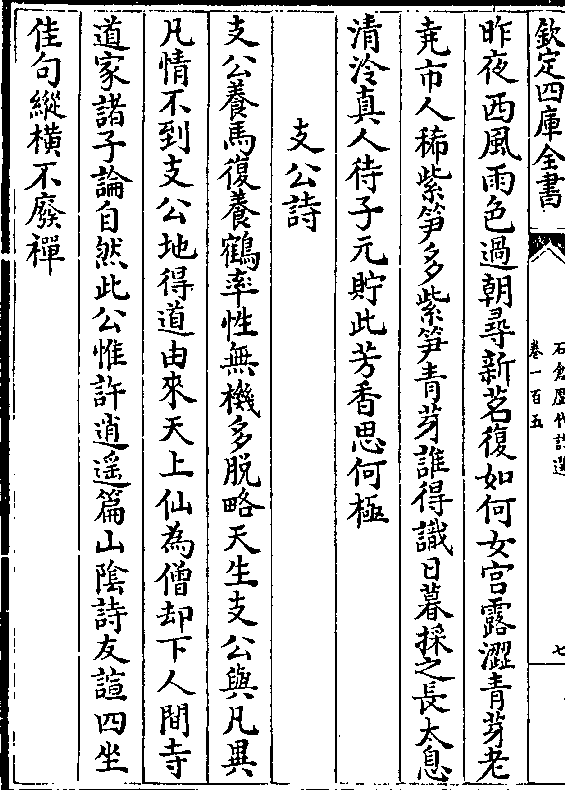 欽定四庫全書
石倉歷代詩選
卷一百五
七
昨夜西風雨色過朝尋新茗復如何女宮露澀青芽老
堯市人稀紫笋多紫笋青芽誰得識日暮採之長太息
清泠真人待子元貯此芳香思何極
支公詩
支公養馬復養鶴率性無機多脱略天生支公與凡異
凡情不到支公地得道由來天上仙為僧却下人間寺
道家諸子論自然此公惟許逍遥篇山陰詩友諠四坐
佳句縱横不廢禪